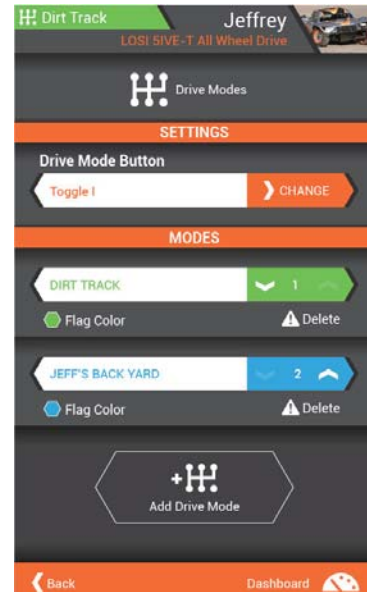 Dirt Track
Jeffrey
LOSI 5IVE-T All Wheel Drive
Drive Modes
SETTINGS
Drive Mode Button
Toggle I
CHANGE
MODES
DIRT TRACK
1
Flag Color
Delete
JEFF'S BACK YARD
2
Flag Color
Delete
Add Drive Mode
Back
Dashboard